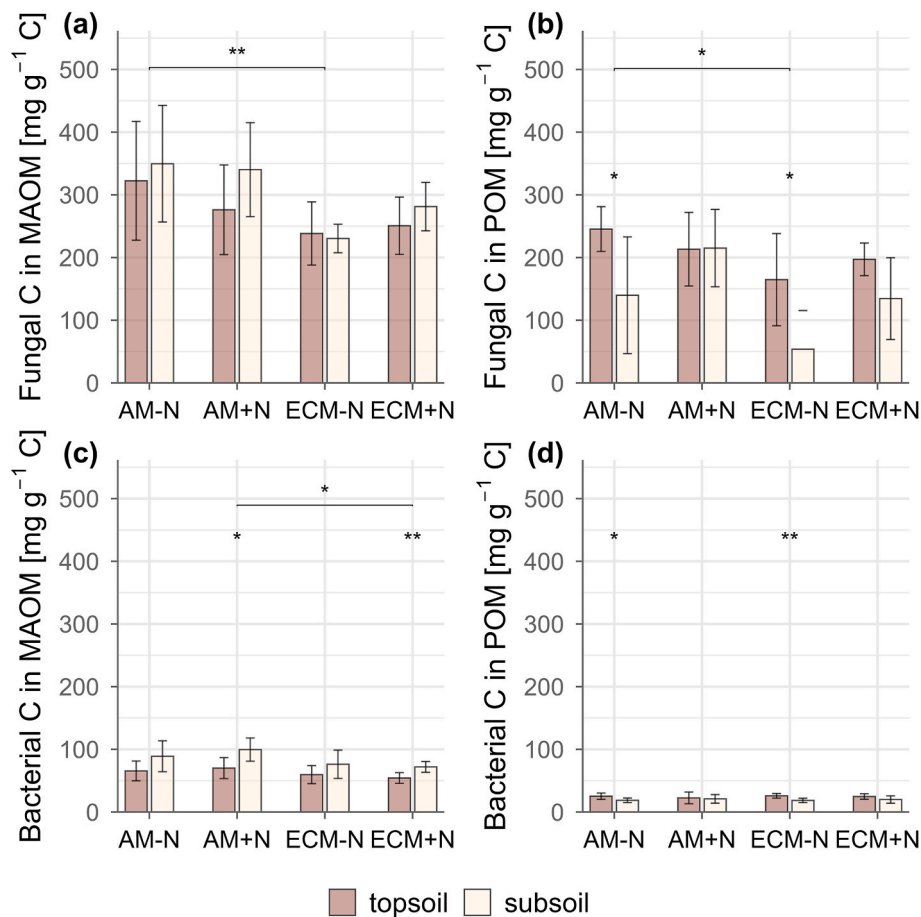 (a)
Fungal C in MAOM [mg g⁻¹ C]
500
400
300
200
100
0
**
AM-N AM+N ECM-N ECM+N
(b)
Fungal C in POM [mg g⁻¹ C]
500
400
300
200
100
0
*
* *
AM-N AM+N ECM-N ECM+N
(c)
Bacterial C in MAOM [mg g⁻¹ C]
500
400
300
200
100
0
*
* **
AM-N AM+N ECM-N ECM+N
(d)
Bacterial C in POM [mg g⁻¹ C]
500
400
300
200
100
0
* **
AM-N AM+N ECM-N ECM+N
topsoil subsoil